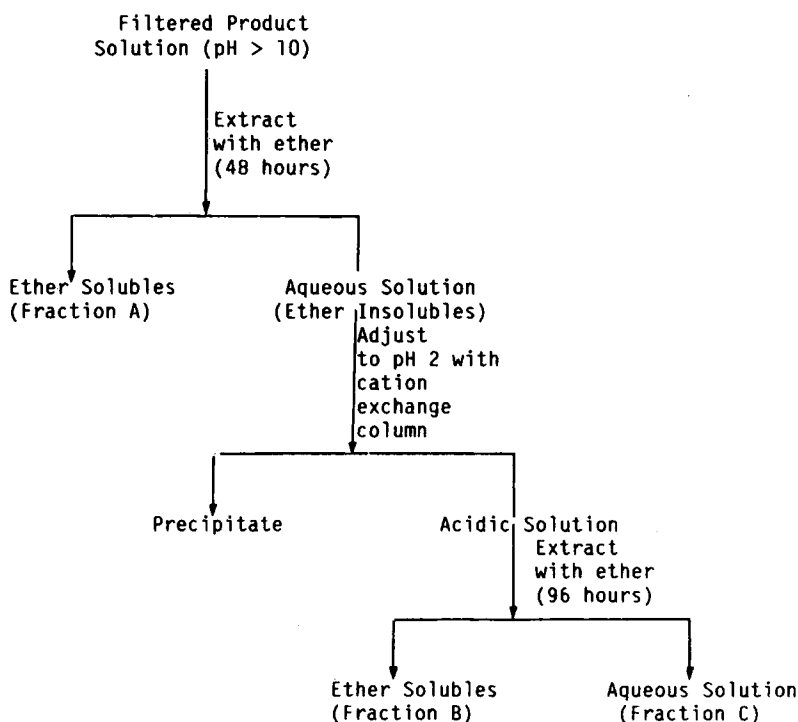 Filtered Product
Solution (pH > 10)
Extract
with ether
(48 hours)
Ether Solubles
(Fraction A)
Aqueous Solution
(Ether Insolubles)
Adjust
to pH 2 with
cation
exchange
column
Precipitate
Acidic Solution
Extract
with ether
(96 hours)
Ether Solubles
(Fraction B)
Aqueous Solution
(Fraction C)